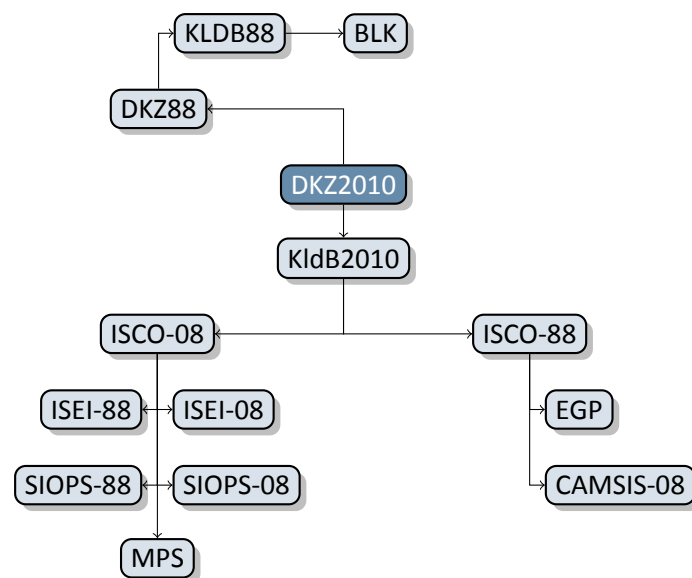 KLDB88 BLK
DKZ88
DKZ2010
KldB2010
ISCO-08 ISCO-88
ISEI-88 ISEI-08 EGP
SIOPS-88 SIOPS-08 CAMSIS-08
MPS